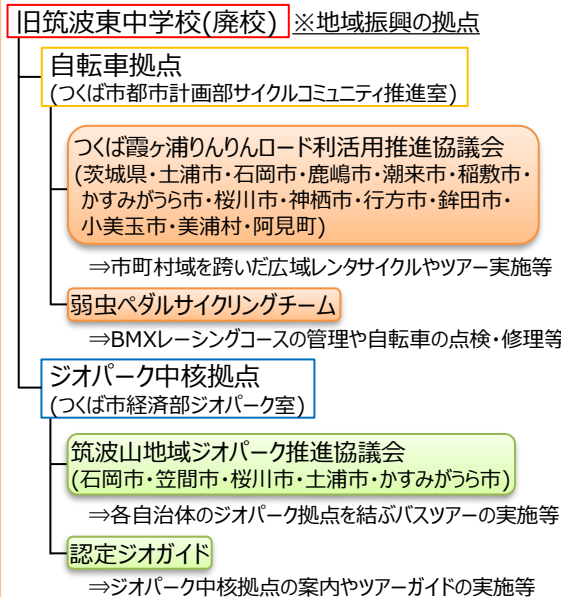 旧筑波東中学校(廃校) ※地域振興の拠点
自転車拠点
(つくば市都市計画部サイクルコミュニティ推進室)
つくば霞ヶ浦りんりんロード利活用推進協議会
(茨城県・土浦市・石岡市・鹿嶋市・潮来市・稲敷市・
かすみがうら市・桜川市・神栖市・行方市・鉾田市・
小美玉市・美浦村・阿見町)
⇒市町村域を跨いだ広域レンタサイクルやツアー実施等
弱虫ペダルサイクリングチーム
⇒BMXレーシングコースの管理や自転車の点検・修理等
ジオパーク中核拠点
(つくば市経済部ジオパーク室)
筑波山地域ジオパーク推進協議会
(石岡市・笠間市・桜川市・土浦市・かすみがうら市)
⇒各自治体のジオパーク拠点を結ぶバスツアーの実施等
認定ジオガイド
⇒ジオパーク中核拠点の案内やツアーガイドの実施等